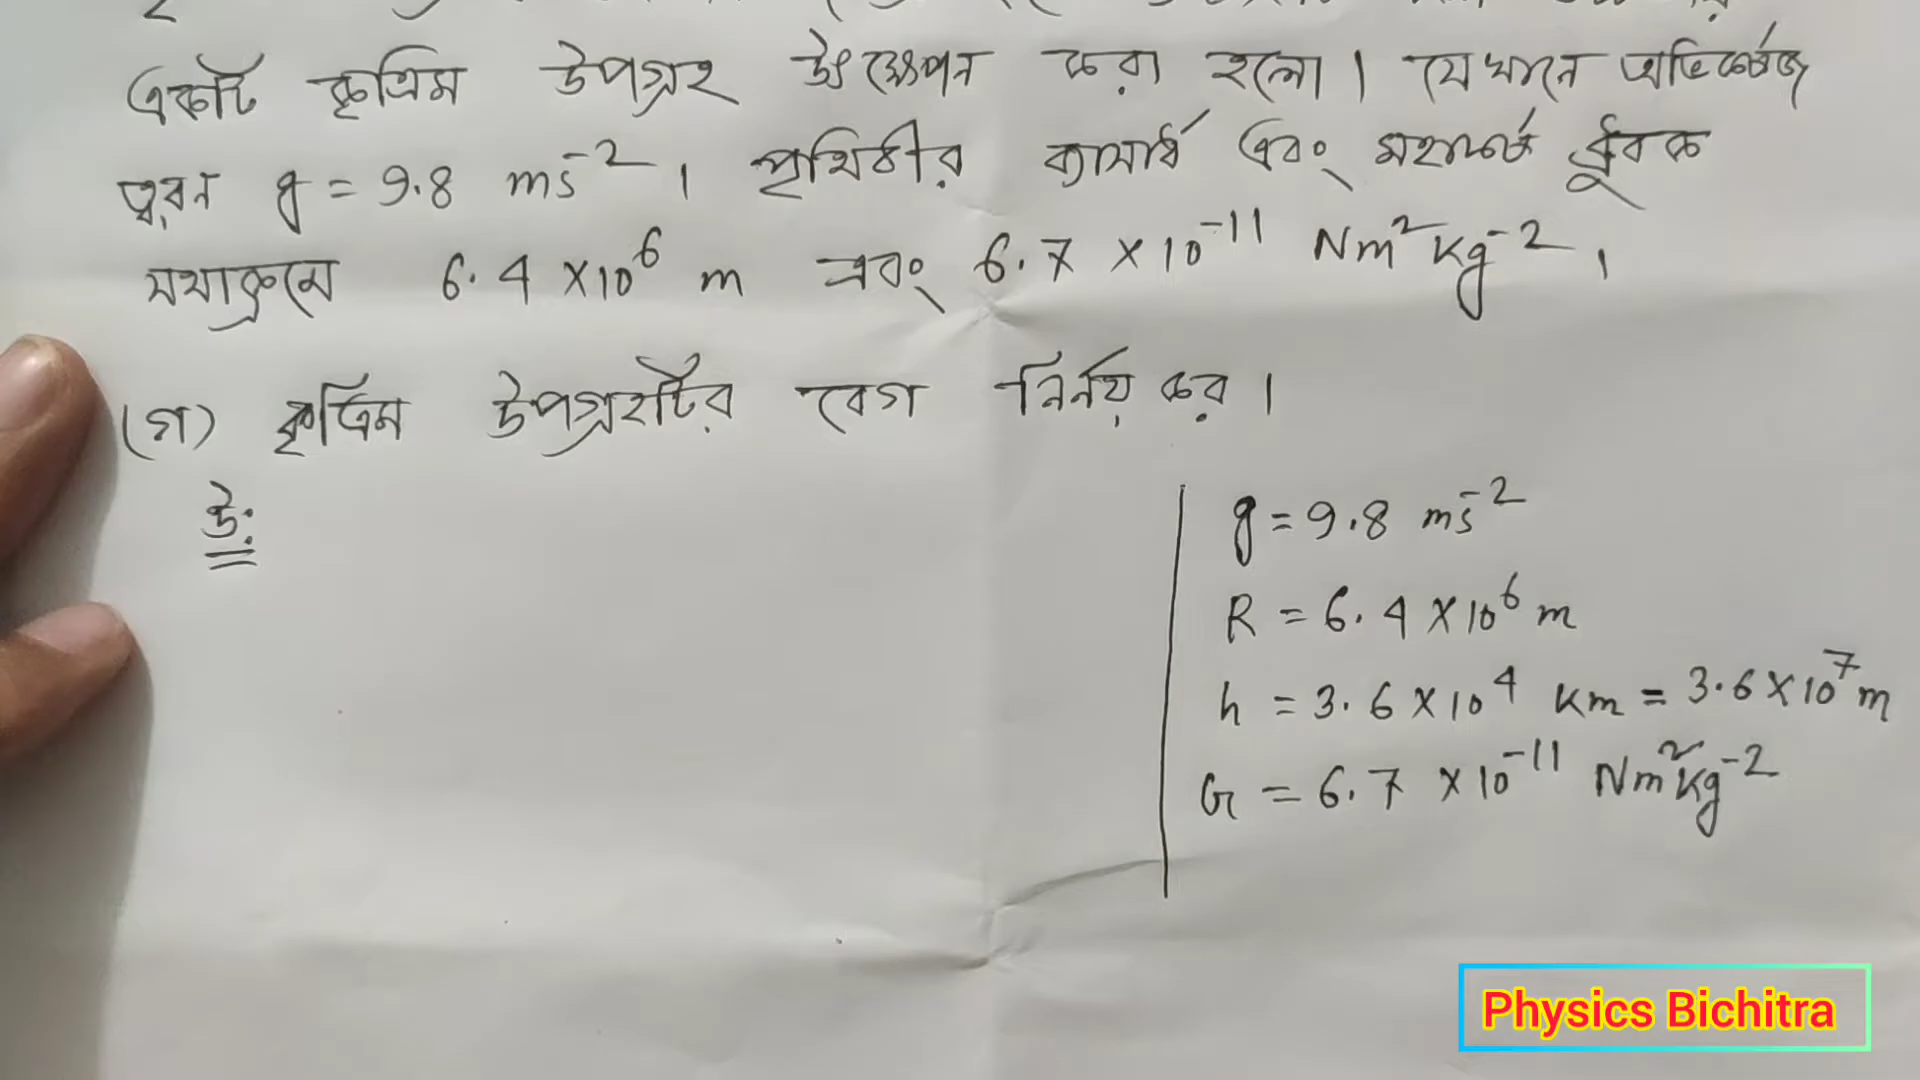 একটি কৃত্রিম উপগ্রহ উৎক্ষেপন করা হলো। যেখানে অভিকর্ষজ
ত্বরন g = 9.8 ms⁻²। পৃথিবীর ব্যাসার্ধ এবং মহাকর্ষ ধ্রুবক
যথাক্রমে 6.4 × 10⁶ m এবং 6.7 × 10⁻¹¹ Nm² kg⁻²।
(গ) কৃত্রিম উপগ্রহটির বেগ নির্নয় কর।
উ:
g = 9.8 ms⁻²
R = 6.4 × 10⁶ m
h = 3.6 × 10⁴ km = 3.6 × 10⁷ m
G = 6.7 × 10⁻¹¹ Nm² kg⁻²
Physics Bichitra